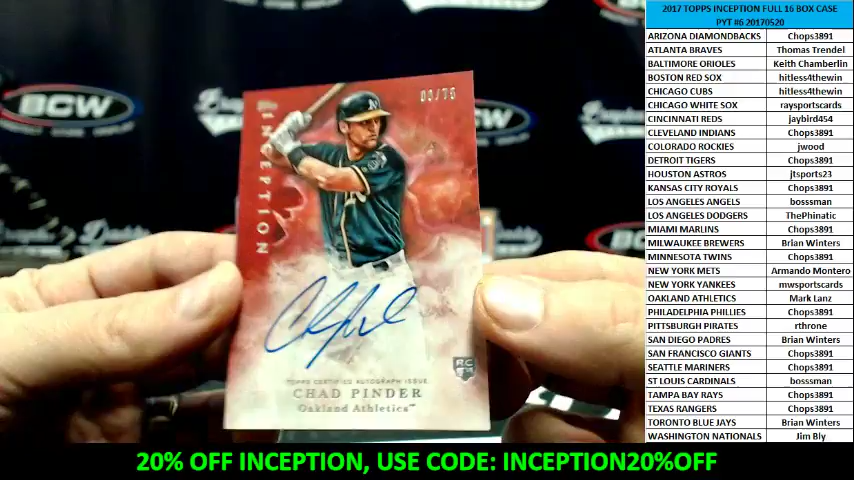 2017 TOPPS INCEPTION FULL 16 BOX CASE
PYT #6 20170520
ARIZONA DIAMONDBACKS Chops3891
ATLANTA BRAVES Thomas Trendel
BALTIMORE ORIOLES Keith Chamberlin
BOSTON RED SOX hitless4thewin
CHICAGO CUBS hitless4thewin
CHICAGO WHITE SOX raysportscards
CINCINNATI REDS jaybird454
CLEVELAND INDIANS Chops3891
COLORADO ROCKIES jwood
DETROIT TIGERS Chops3891
HOUSTON ASTROS jtsports23
KANSAS CITY ROYALS Chops3891
LOS ANGELES ANGELS bosssman
LOS ANGELES DODGERS ThePhinatic
MIAMI MARLINS Chops3891
MILWAUKEE BREWERS Brian Winters
MINNESOTA TWINS Chops3891
NEW YORK METS Armando Montero
NEW YORK YANKEES mwsportscards
OAKLAND ATHLETICS Mark Lanz
PHILADELPHIA PHILLIES Chops3891
PITTSBURGH PIRATES rthrone
SAN DIEGO PADRES Brian Winters
SAN FRANCISCO GIANTS Chops3891
SEATTLE MARINERS Chops3891
ST LOUIS CARDINALS bosssman
TAMPA BAY RAYS Chops3891
TEXAS RANGERS Chops3891
TORONTO BLUE JAYS Brian Winters
WASHINGTON NATIONALS Jim Bly
BCW
INCEPTION
RC
TOPPS CERTIFIED AUTOGRAPH ISSUE
CHAD PINDER
Oakland Athletics™
20% OFF INCEPTION, USE CODE: INCEPTION20%OFF